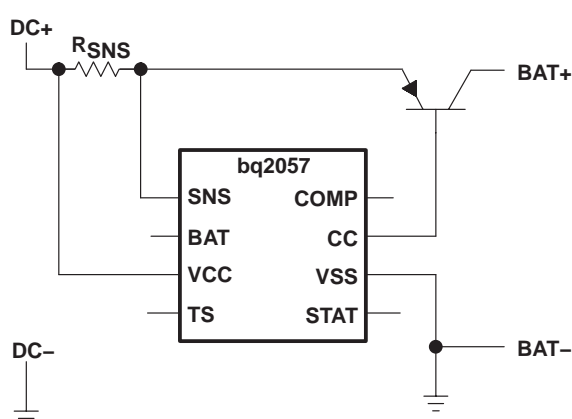 DC+
RSNS
BAT+
bq2057
SNS COMP
BAT CC
VCC VSS
TS STAT
DC–
BAT–